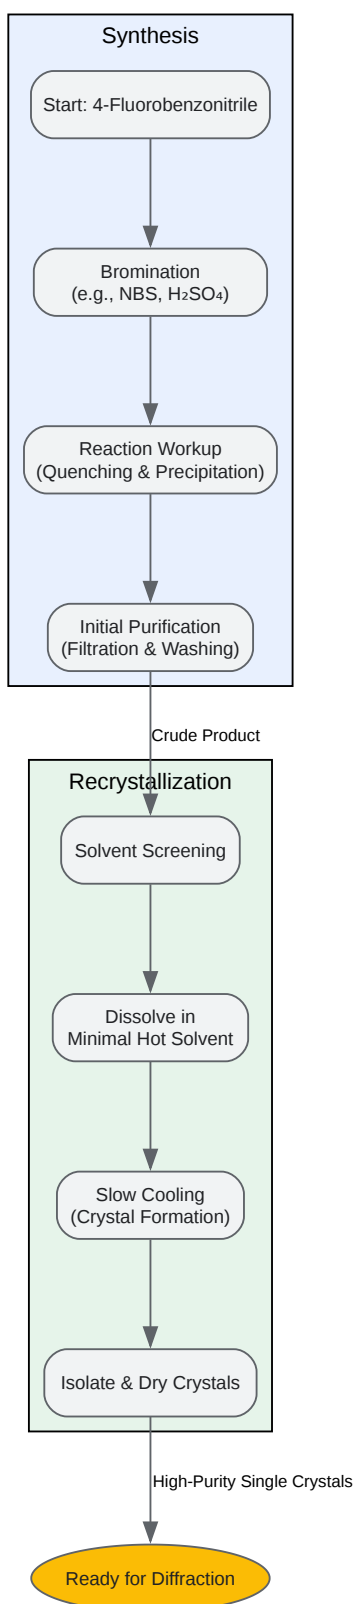 Synthesis
Start: 4-Fluorobenzonitrile
Bromination
(e.g., NBS, H₂SO₄)
Reaction Workup
(Quenching & Precipitation)
Initial Purification
(Filtration & Washing)
Crude Product
Recrystallization
Solvent Screening
Dissolve in
Minimal Hot Solvent
Slow Cooling
(Crystal Formation)
Isolate & Dry Crystals
High-Purity Single Crystals
Ready for Diffraction